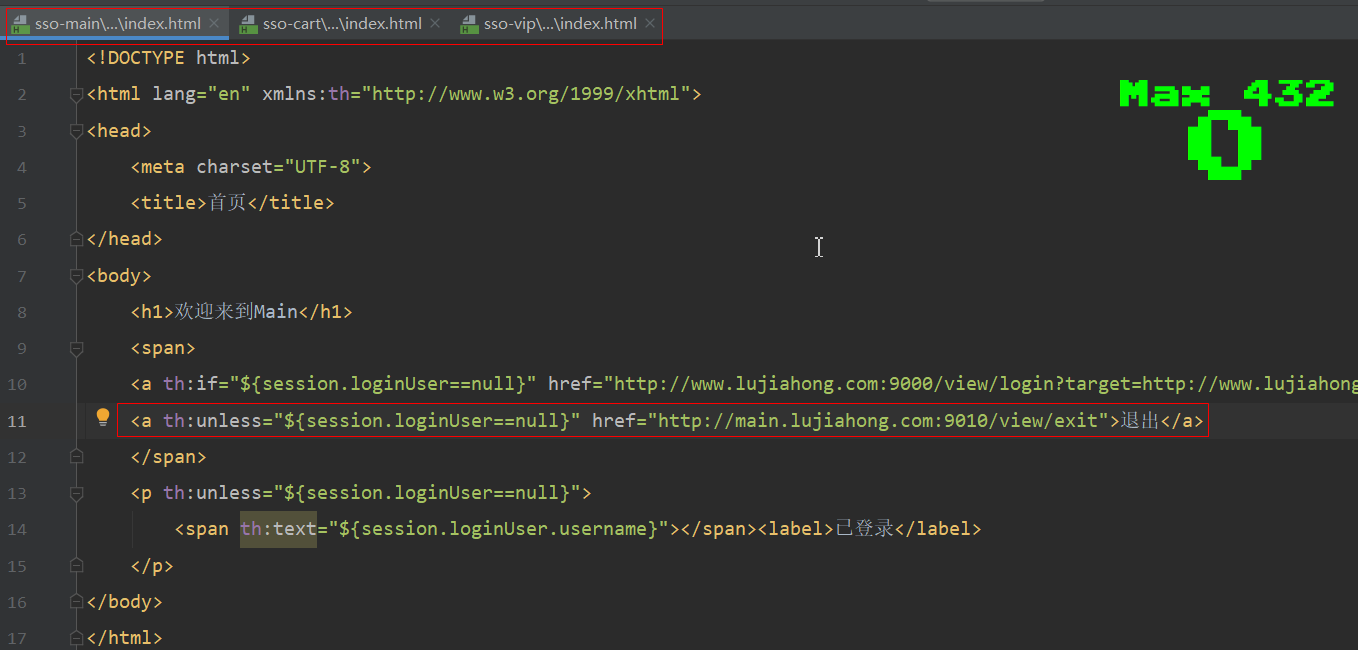 sso-main\...\index.html × sso-cart\...\index.html × sso-vip\...\index.html ×
Max 432
0
1 <!DOCTYPE html>
2 <html lang="en" xmlns:th="http://www.w3.org/1999/xhtml">
3 <head>
4 <meta charset="UTF-8">
5 <title>首页</title>
6 </head>
7 <body>
8 <h1>欢迎来到Main</h1>
9 <span>
10 <a th:if="${session.loginUser==null}" href="http://www.lujiahong.com:9000/view/login?target=http://www.lujiahong
11 <a th:unless="${session.loginUser==null}" href="http://main.lujiahong.com:9010/view/exit">退出</a>
12 </span>
13 <p th:unless="${session.loginUser==null}">
14 <span th:text="${session.loginUser.username}"></span><label>已登录</label>
15 </p>
16 </body>
17 </html>